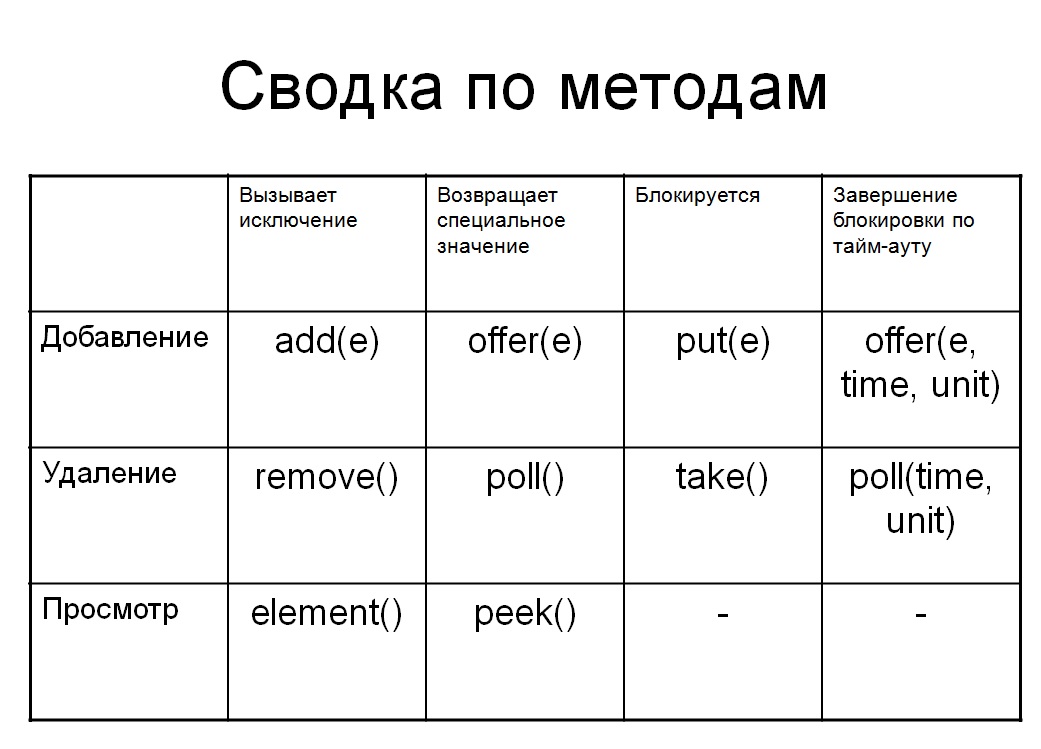 Сводка по методам
Вызывает
исключение
Возвращает
специальное
значение
Блокируется
Завершение
блокировки по
тайм-ауту
Добавление
add(e)
offer(e)
put(e)
offer(e,
time, unit)
Удаление
remove()
poll()
take()
poll(time,
unit)
Просмотр
element()
peek()
-
-